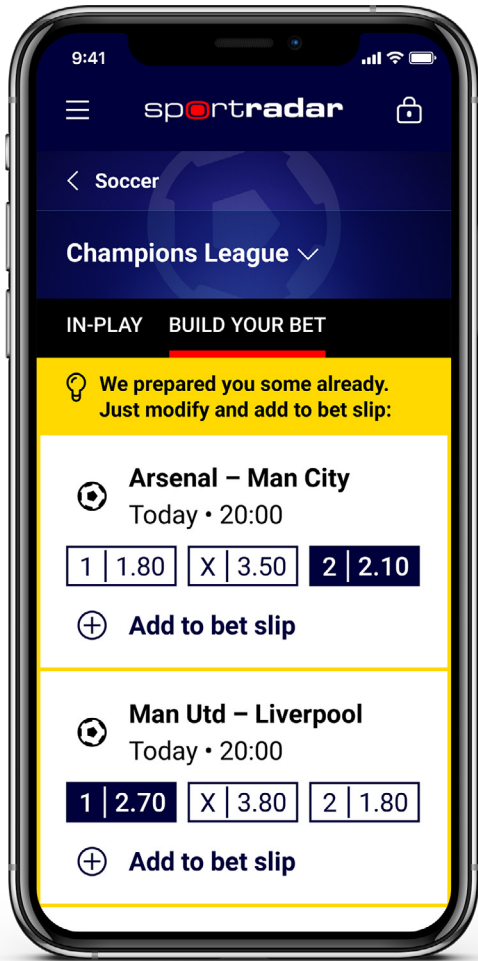 9:41
sportradar
Soccer
Champions League
IN-PLAY BUILD YOUR BET
We prepared you some already.
Just modify and add to bet slip:
Arsenal – Man City
Today • 20:00
1 | 1.80 X | 3.50 2 | 2.10
Add to bet slip
Man Utd – Liverpool
Today • 20:00
1 | 2.70 X | 3.80 2 | 1.80
Add to bet slip